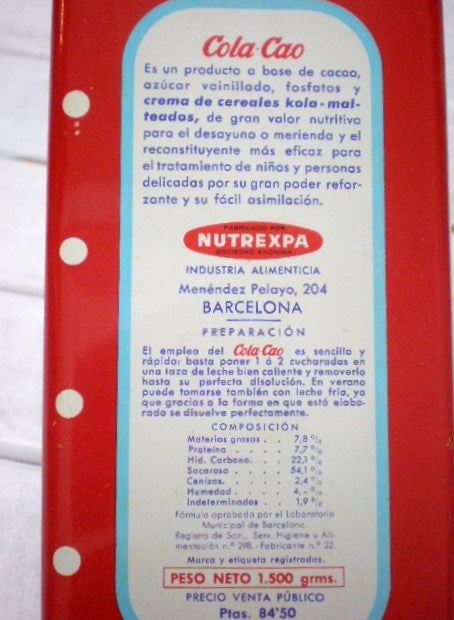 Cola·Cao
Es un producto a base de cacao,
azúcar vainillado, fosfatos y
crema de cereales kola-mal-
teados, de gran valor nutritivo
para el desayuno o merienda y el
reconstituyente más eficaz para
el tratamiento de niños y personas
delicadas por su gran poder refor-
zante y su fácil asimilación.
FABRICADO POR
NUTREXPA
SOCIEDAD ANONIMA
INDUSTRIA ALIMENTICIA
Menéndez Pelayo, 204
BARCELONA
PREPARACIÓN
El empleo del Cola·Cao es sencillo y
rápido: basta poner 1 ó 2 cucharadas en
una taza de leche bien caliente y removerlo
hasta su perfecta disolución. En verano
puede tomarse también con leche fría, ya
que gracias a la forma en que está elabo-
rado se disuelve perfectamente.
COMPOSICIÓN
Materias grasas . . 7,8 %
Proteína . . . . 7,7 %
Hid. Carbono. . . 22,1 %
Sacarosa . . . . 54,1 %
Cenizas. . . . . 2,4 %
Humedad . . . . 4,- %
Indeterminados . . 1,9 %
Fórmula aprobada por el Laboratorio
Municipal de Barcelona.
Registro de San., Serv. Higiene y Ali-
mentación n.º 298.-Fabricante n.º 22.
Marca y etiqueta registradas.
PESO NETO 1.500 grms.
PRECIO VENTA PÚBLICO
Ptas. 84'50